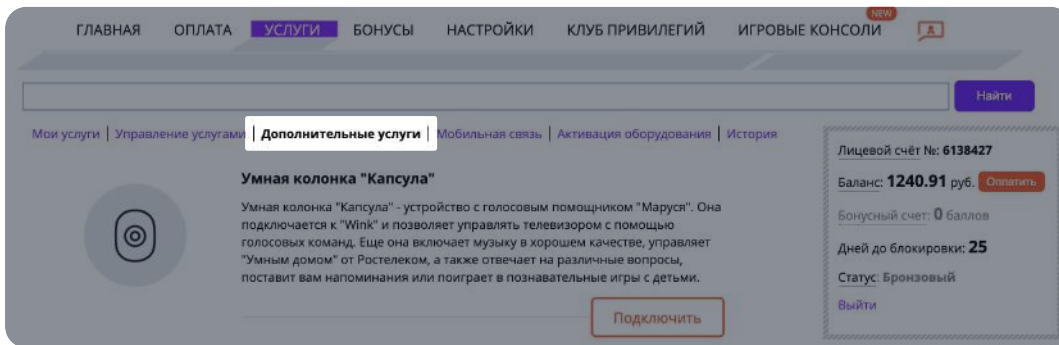 NEW
ГЛАВНАЯ ОПЛАТА УСЛУГИ БОНУСЫ НАСТРОЙКИ КЛУБ ПРИВИЛЕГИЙ ИГРОВЫЕ КОНСОЛИ
Найти
Мои услуги | Управление услугами | Дополнительные услуги | Мобильная связь | Активация оборудования | История
Умная колонка "Капсула"
Умная колонка "Капсула" - устройство с голосовым помощником "Маруся". Она
подключается к "Wink" и позволяет управлять телевизором с помощью
голосовых команд. Еще она включает музыку в хорошем качестве, управляет
"Умным домом" от Ростелеком, а также отвечает на различные вопросы,
поставит вам напоминания или поиграет в познавательные игры с детьми.
Подключить
Лицевой счёт №: 6138427
Баланс: 1240.91 руб. Оплатить
Бонусный счет: 0 баллов
Дней до блокировки: 25
Статус: Бронзовый
Выйти